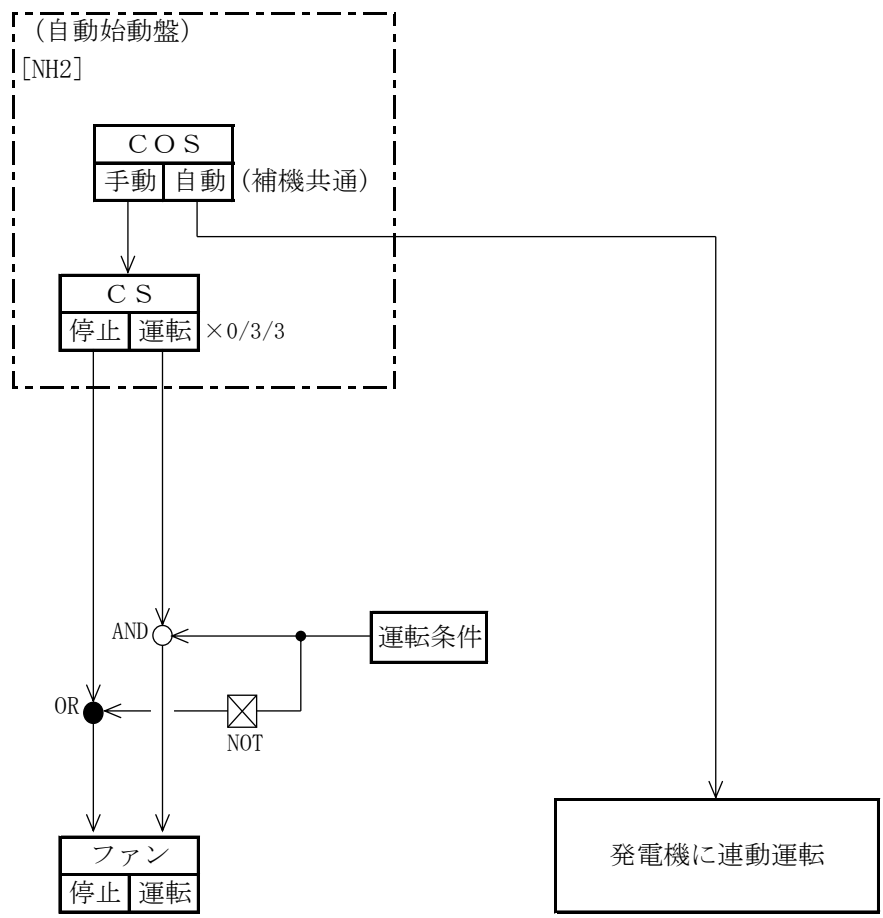 (自動始動盤)
[NH2]
ＣＯＳ
手動 自動 (補機共通)
ＣＳ
停止 運転 ×0/3/3
AND 運転条件
OR
NOT
ファン
停止 運転
発電機に連動運転